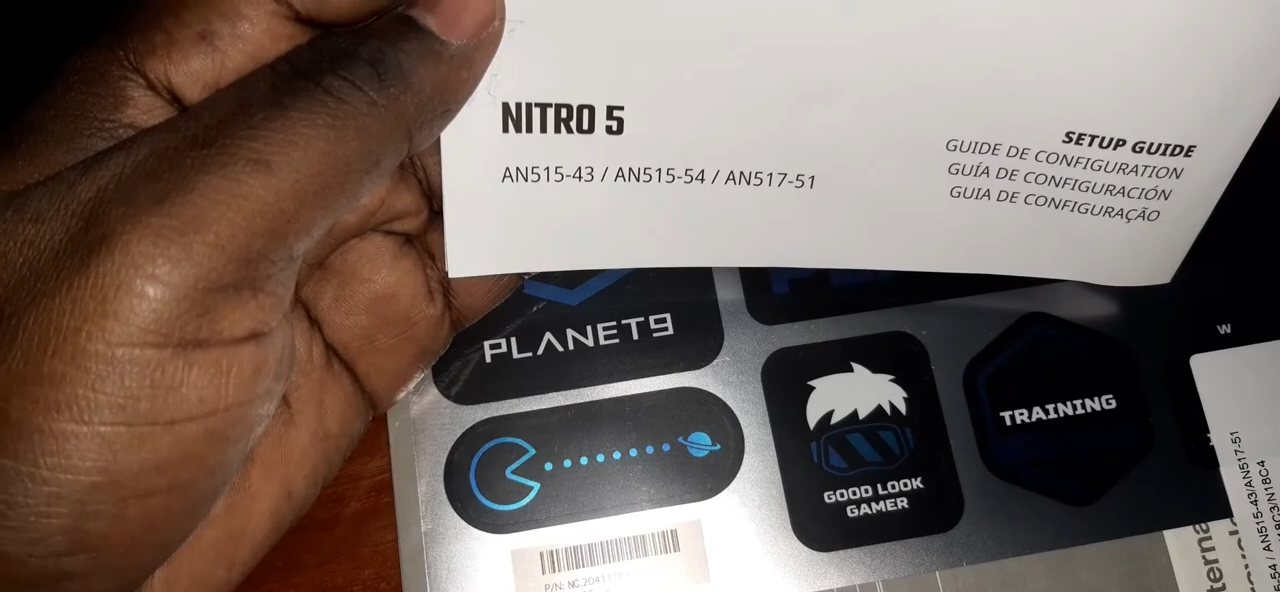 NITRO 5
AN515-43 / AN515-54 / AN517-51
SETUP GUIDE
GUIDE DE CONFIGURATION
GUÍA DE CONFIGURACIÓN
GUIA DE CONFIGURAÇÃO
PLANET9
GOOD LOOK
GAMER
TRAINING
W
P/N:
AN515-43/AN517-51